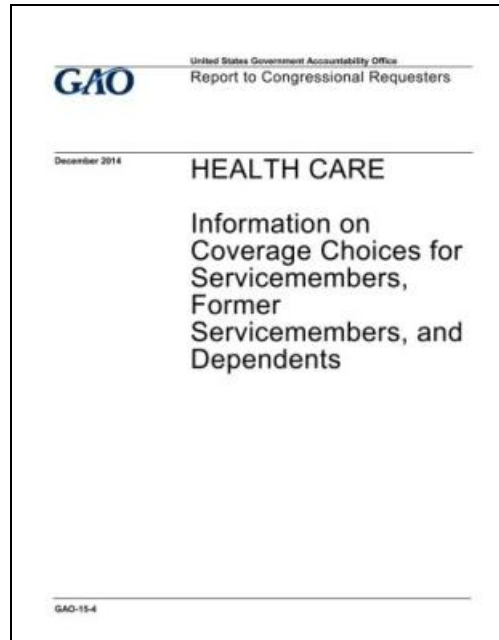 United States Government Accountability Office
GAO
Report to Congressional Requesters
December 2014
HEALTH CARE
Information on
Coverage Choices for
Servicemembers,
Former
Servicemembers, and
Dependents
GAO-15-4